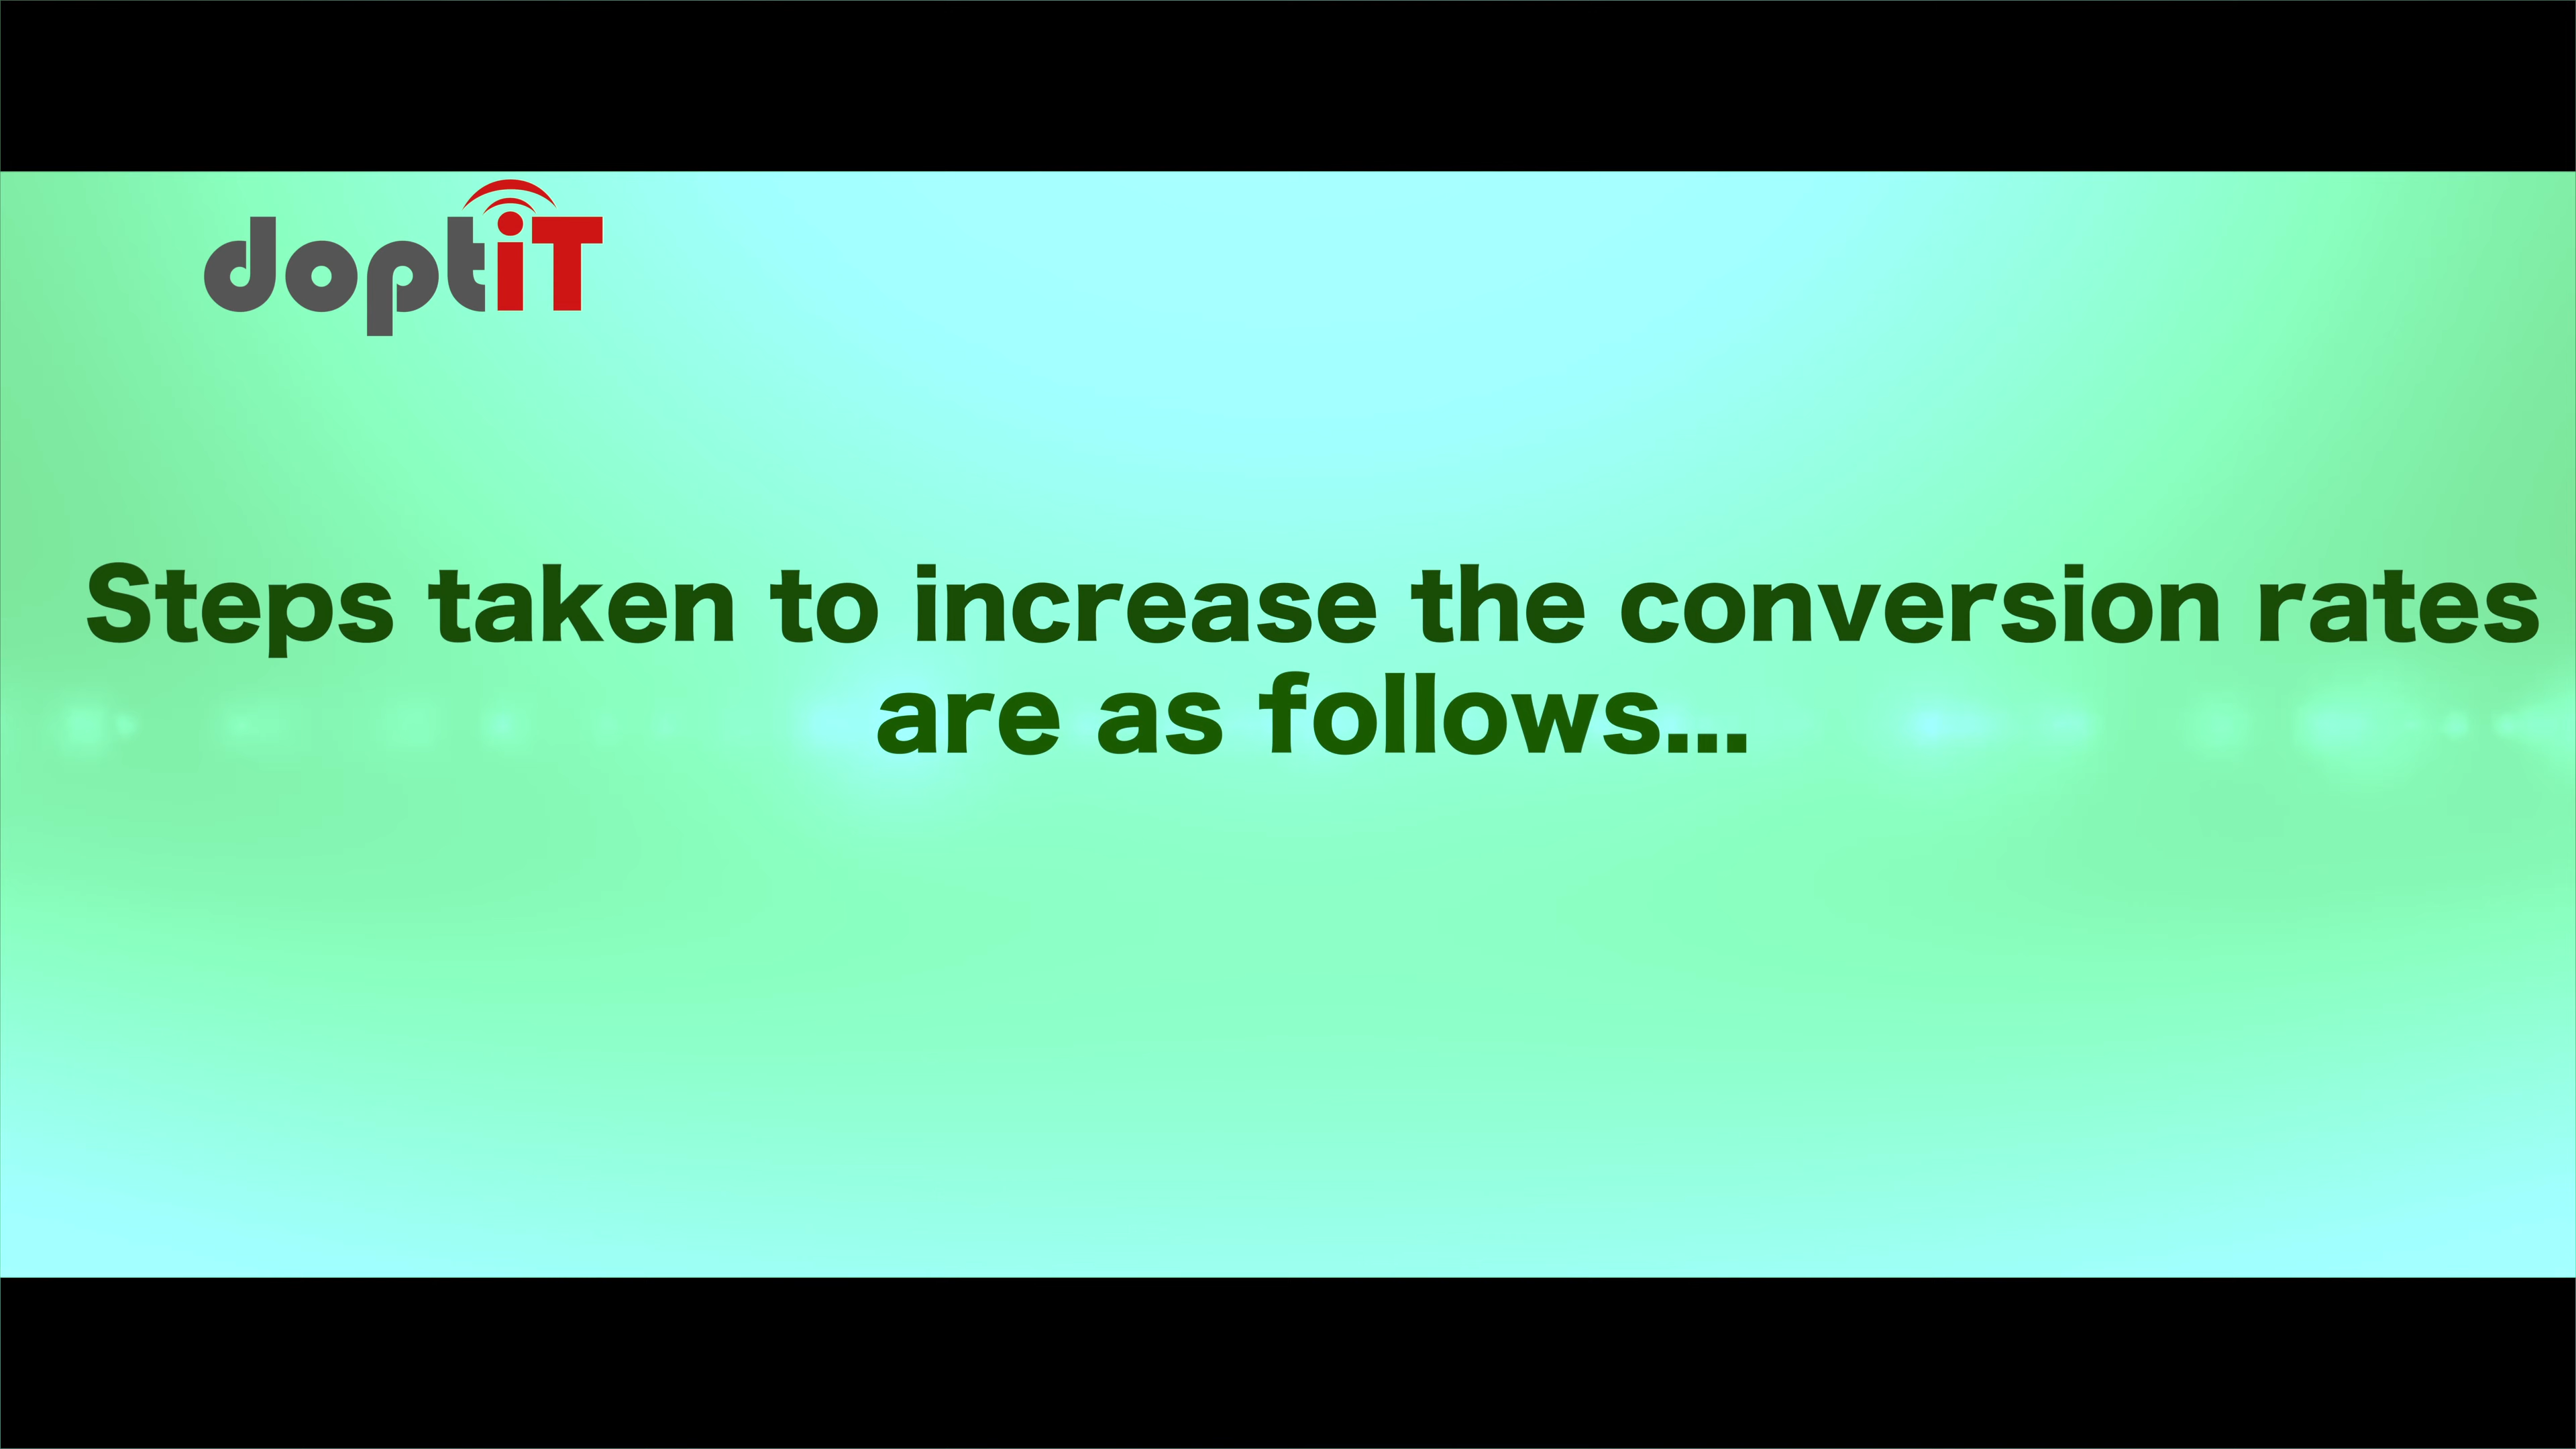 doptiT
Steps taken to increase the conversion rates
are as follows...